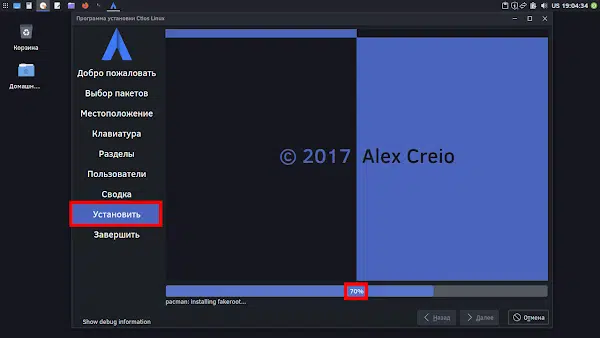 US 19:04:34
Программа установки Ctlos Linux
Корзина
Домашн...
Добро пожаловать
Выбор пакетов
Местоположение
Клавиатура
Разделы
Пользователи
Сводка
Установить
Завершить
© 2017 Alex Creio
70%
pacman: Installing fakeroot...
Show debug information
Назад
Далее
Отмена